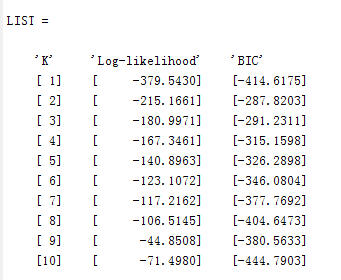 LIST =
'K' 'Log-likelihood' 'BIC'
[ 1] [ -379.5430] [-414.6175]
[ 2] [ -215.1661] [-287.8203]
[ 3] [ -180.9971] [-291.2311]
[ 4] [ -167.3461] [-315.1598]
[ 5] [ -140.8963] [-326.2898]
[ 6] [ -123.1072] [-346.0804]
[ 7] [ -117.2162] [-377.7692]
[ 8] [ -106.5145] [-404.6473]
[ 9] [ -44.8508] [-380.5633]
[10] [ -71.4980] [-444.7903]